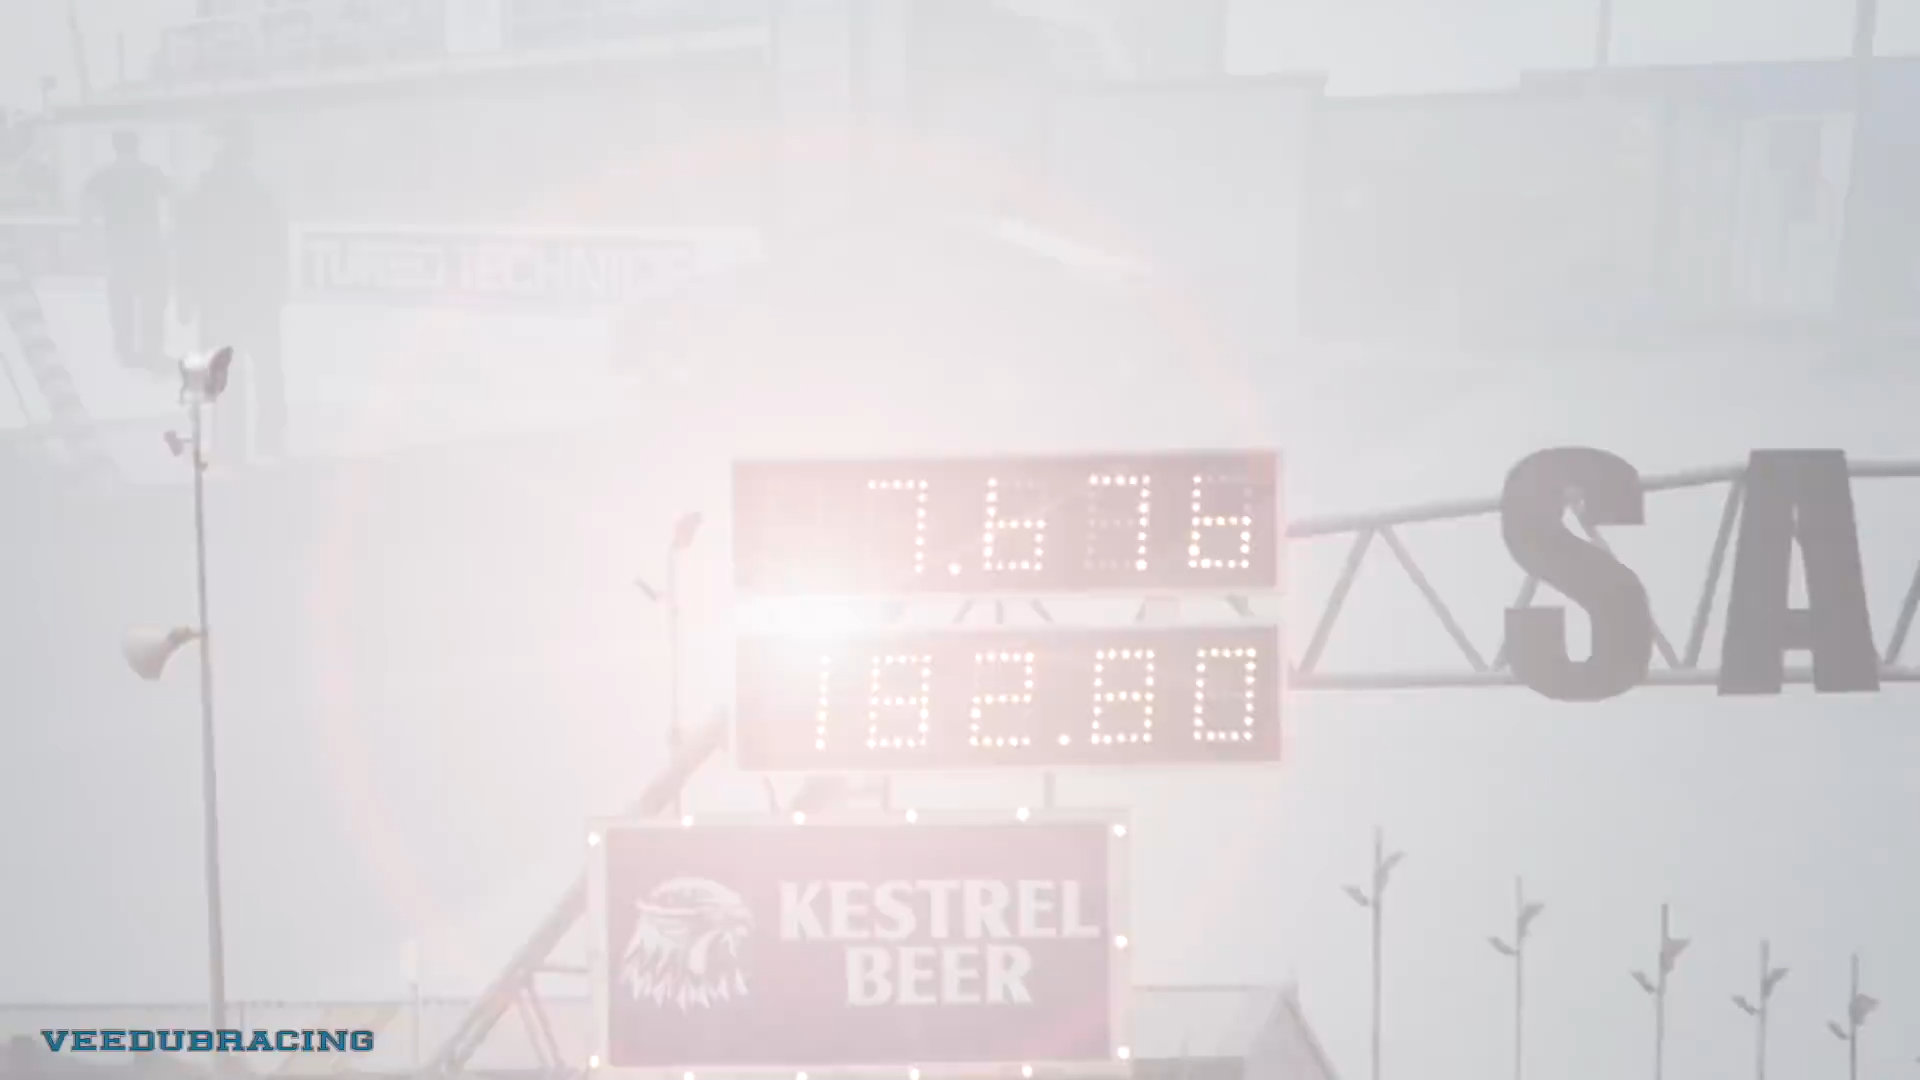 TURBO TECHNICS
7.676
SA
182.80
KESTREL
BEER
VEEDUBRACING